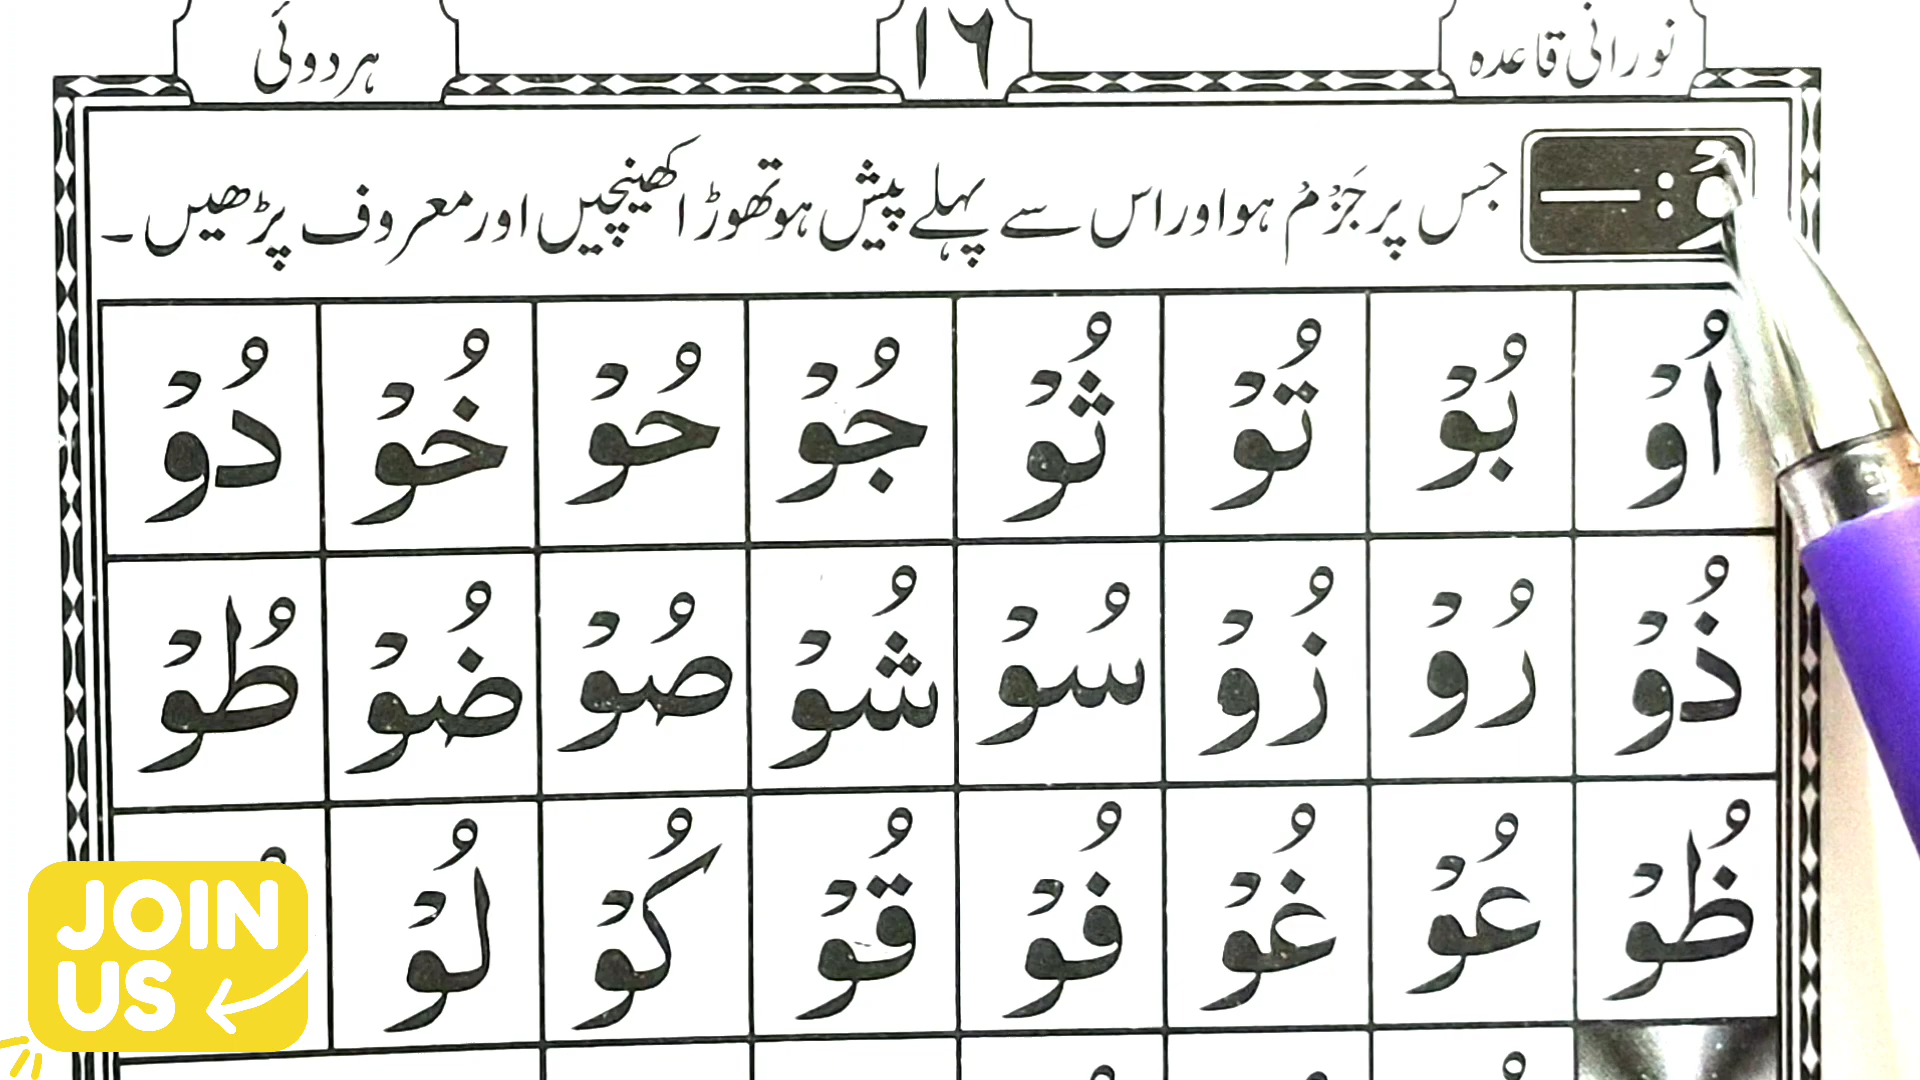 نورانی قاعدہ ١٦ ہردوئی
وْ: — جس پر جَزْمْ ہو اور اس سے پہلے پیش ہو تھوڑا کھینچیں اور معروف پڑھیں۔
اُوْ بُوْ تُوْ ثُوْ جُوْ حُوْ خُوْ دُوْ
ذُوْ رُوْ زُوْ سُوْ شُوْ صُوْ ضُوْ طُوْ
ظُوْ عُوْ غُوْ فُوْ قُوْ كُوْ لُوْ
JOIN
US